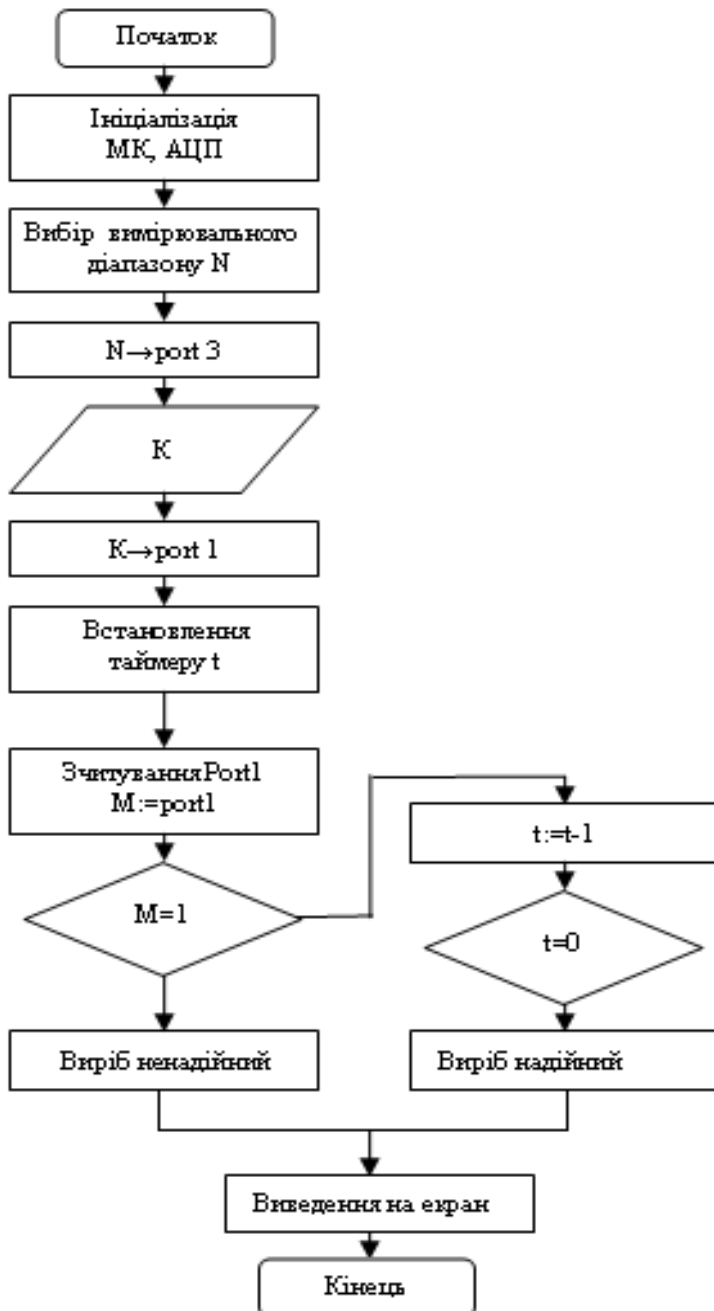 Початок
Ініціалізація
МК, АЦП
Вибір вимірювального
діапазону N
N→port 3
К
К→port 1
Встановлення
таймеру t
ЗчитуванняPort1
M:=port1
M=1
t:=t-1
t=0
Виріб ненадійний
Виріб надійний
Виведення на екран
Кінець